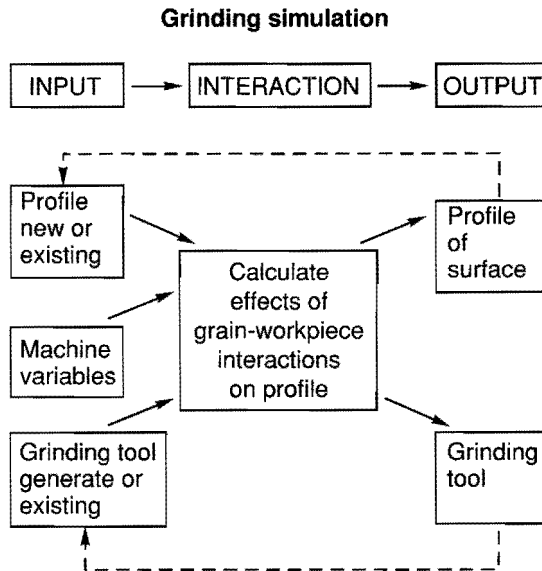 Grinding simulation
INPUT
INTERACTION
OUTPUT
Profile
new or
existing
Machine
variables
Grinding tool
generate or
existing
Calculate
effects of
grain-workpiece
interactions
on profile
Profile
of
surface
Grinding
tool